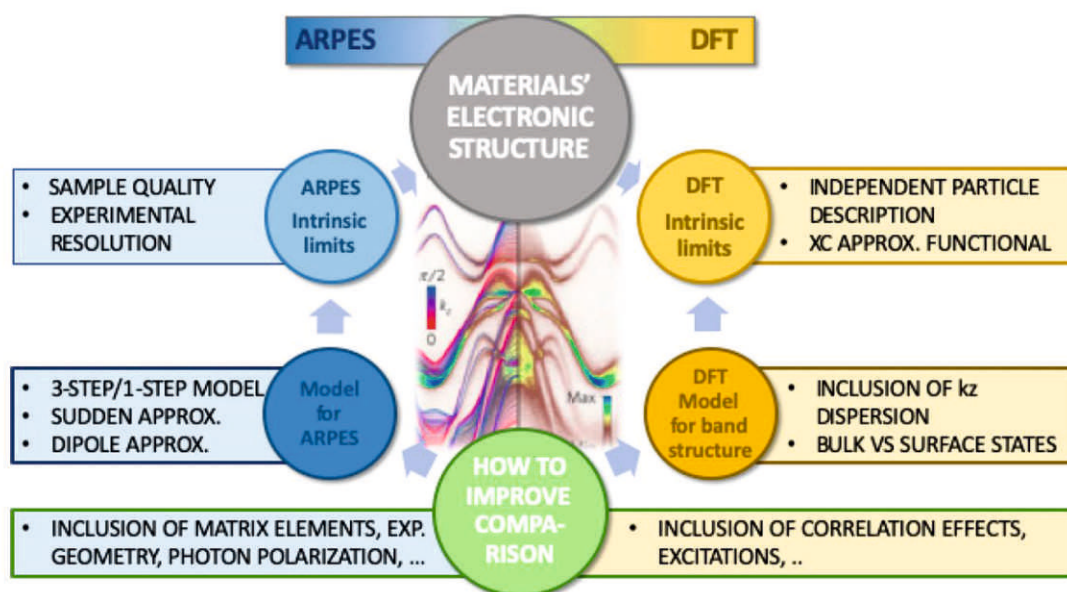 ARPES
DFT
MATERIALS'
ELECTRONIC
STRUCTURE
• SAMPLE QUALITY
• EXPERIMENTAL
RESOLUTION
ARPES
Intrinsic
limits
DFT
Intrinsic
limits
• INDEPENDENT PARTICLE
DESCRIPTION
• XC APPROX. FUNCTIONAL
π/2
k_z
0
• 3-STEP/1-STEP MODEL
• SUDDEN APPROX.
• DIPOLE APPROX.
Model
for
ARPES
Max
DFT
Model
for band
structure
• INCLUSION OF kz
DISPERSION
• BULK VS SURFACE STATES
HOW TO
IMPROVE
COMPA-
RISON
• INCLUSION OF MATRIX ELEMENTS, EXP.
GEOMETRY, PHOTON POLARIZATION, ...
• INCLUSION OF CORRELATION EFFECTS,
EXCITATIONS, ..